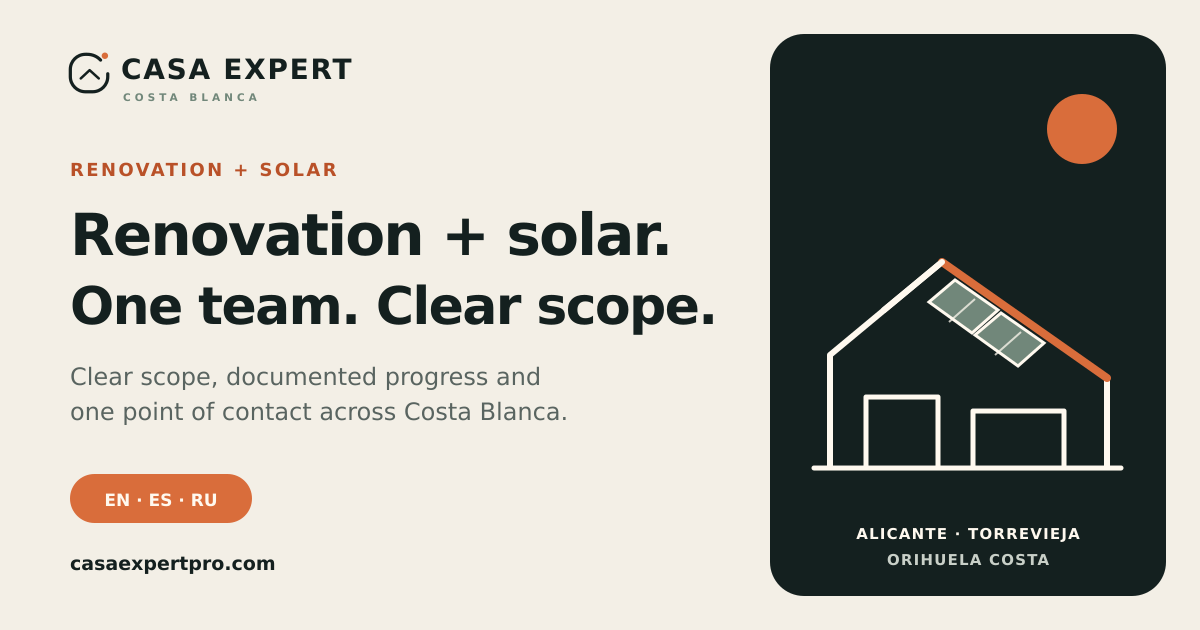 CASA EXPERT
COSTA BLANCA
RENOVATION + SOLAR
Renovation + solar.
One team. Clear scope.
Clear scope, documented progress and
one point of contact across Costa Blanca.
EN · ES · RU
casaexpertpro.com
ALICANTE · TORREVIEJA
ORIHUELA COSTA